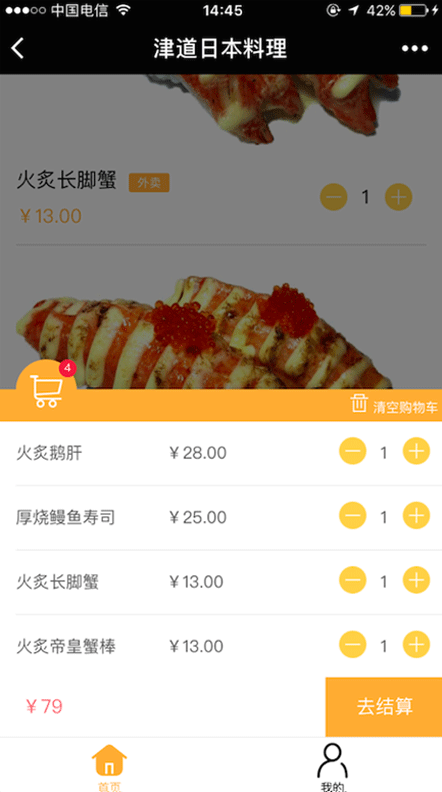 中国电信 14:45 42%
津道日本料理
火炙长脚蟹 外卖
¥13.00 1
4
清空购物车
火炙鹅肝 ¥28.00 1
厚烧鳗鱼寿司 ¥25.00 1
火炙长脚蟹 ¥13.00 1
火炙帝皇蟹棒 ¥13.00 1
¥79 去结算
首页 我的.